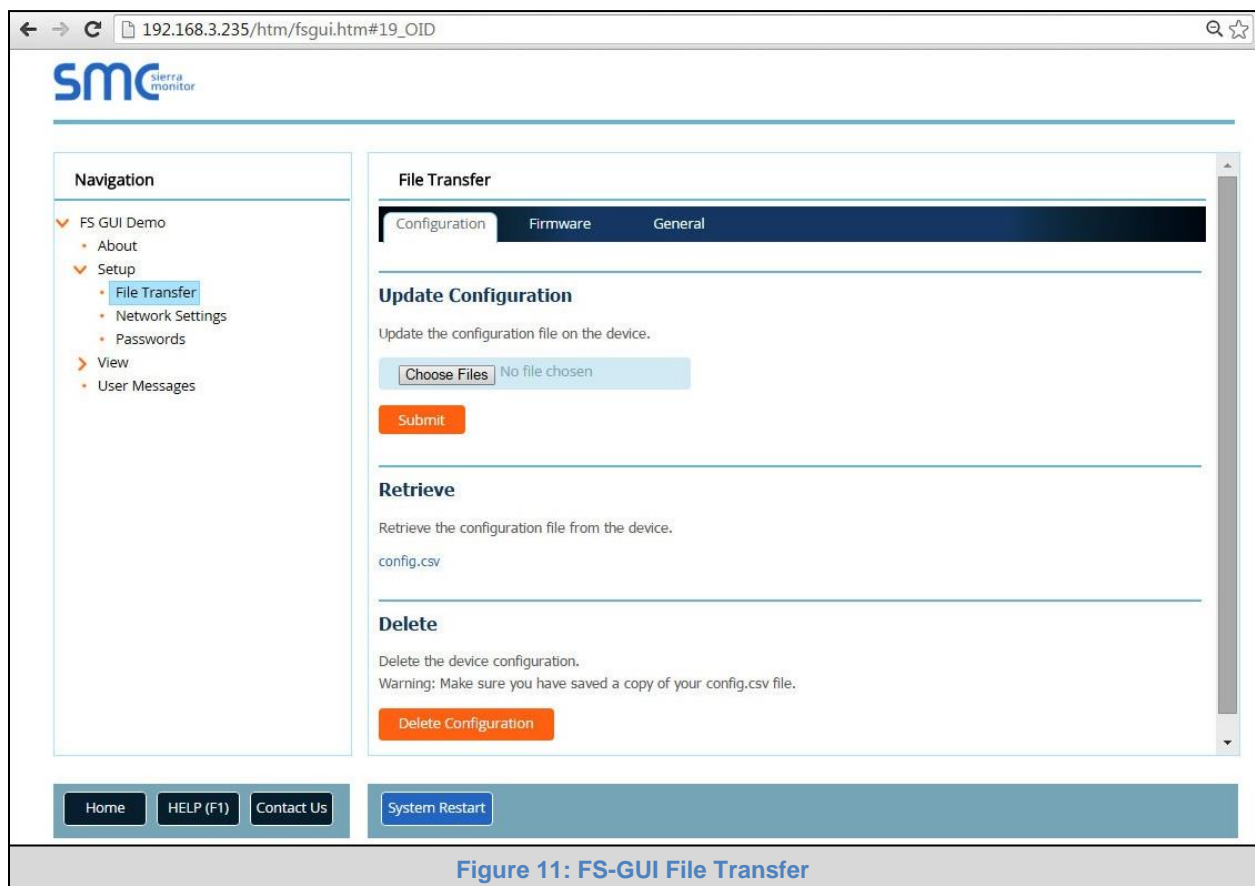 192.168.3.235/htm/fsgui.htm#19_OID
SMC sierra
monitor
Navigation
FS GUI Demo
About
Setup
File Transfer
Network Settings
Passwords
View
User Messages
File Transfer
Configuration Firmware General
Update Configuration
Update the configuration file on the device.
Choose Files No file chosen
Submit
Retrieve
Retrieve the configuration file from the device.
config.csv
Delete
Delete the device configuration.
Warning: Make sure you have saved a copy of your config.csv file.
Delete Configuration
Home HELP (F1) Contact Us System Restart
Figure 11: FS-GUI File Transfer